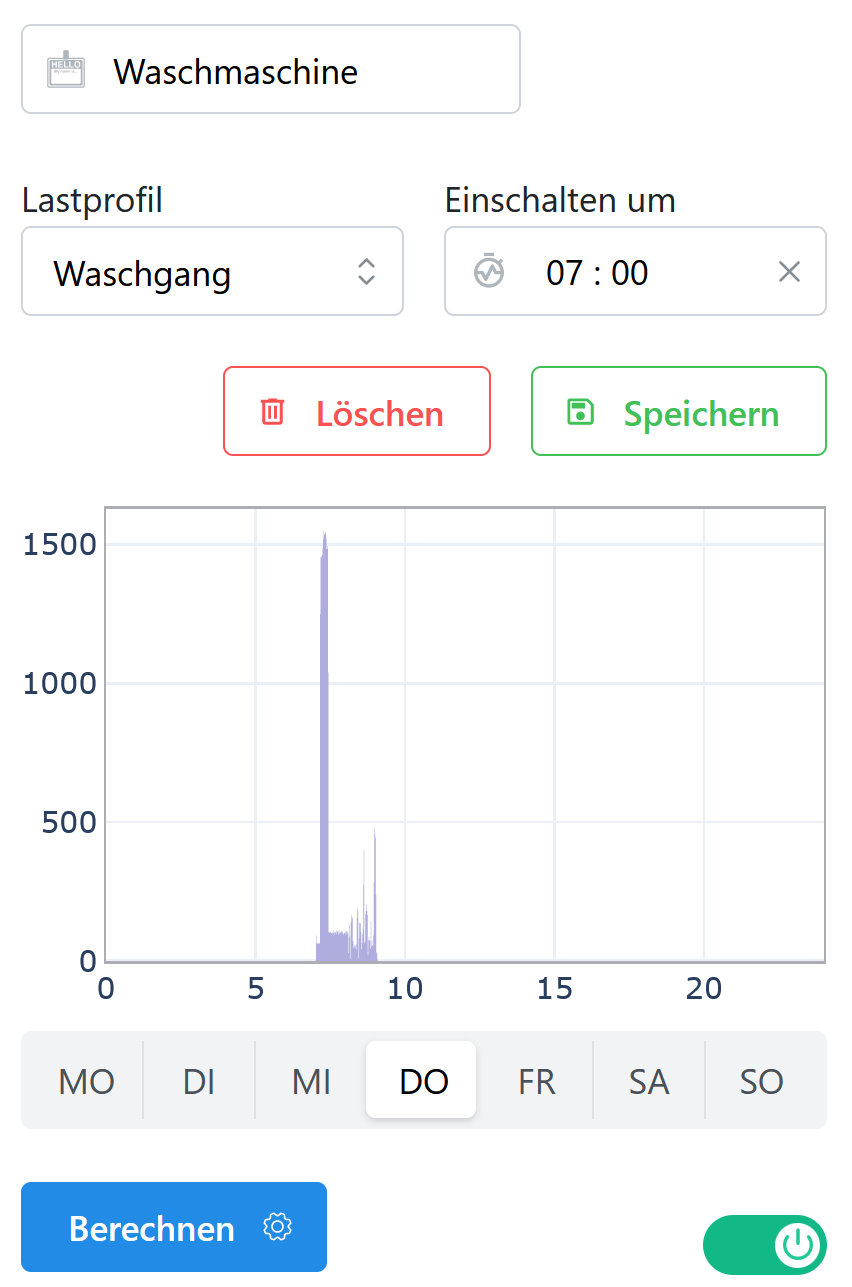 HELLO
Waschmaschine
Lastprofil
Einschalten um
Waschgang
07 : 00
Löschen
Speichern
1500
1000
500
0
0 5 10 15 20
MO DI MI DO FR SA SO
Berechnen